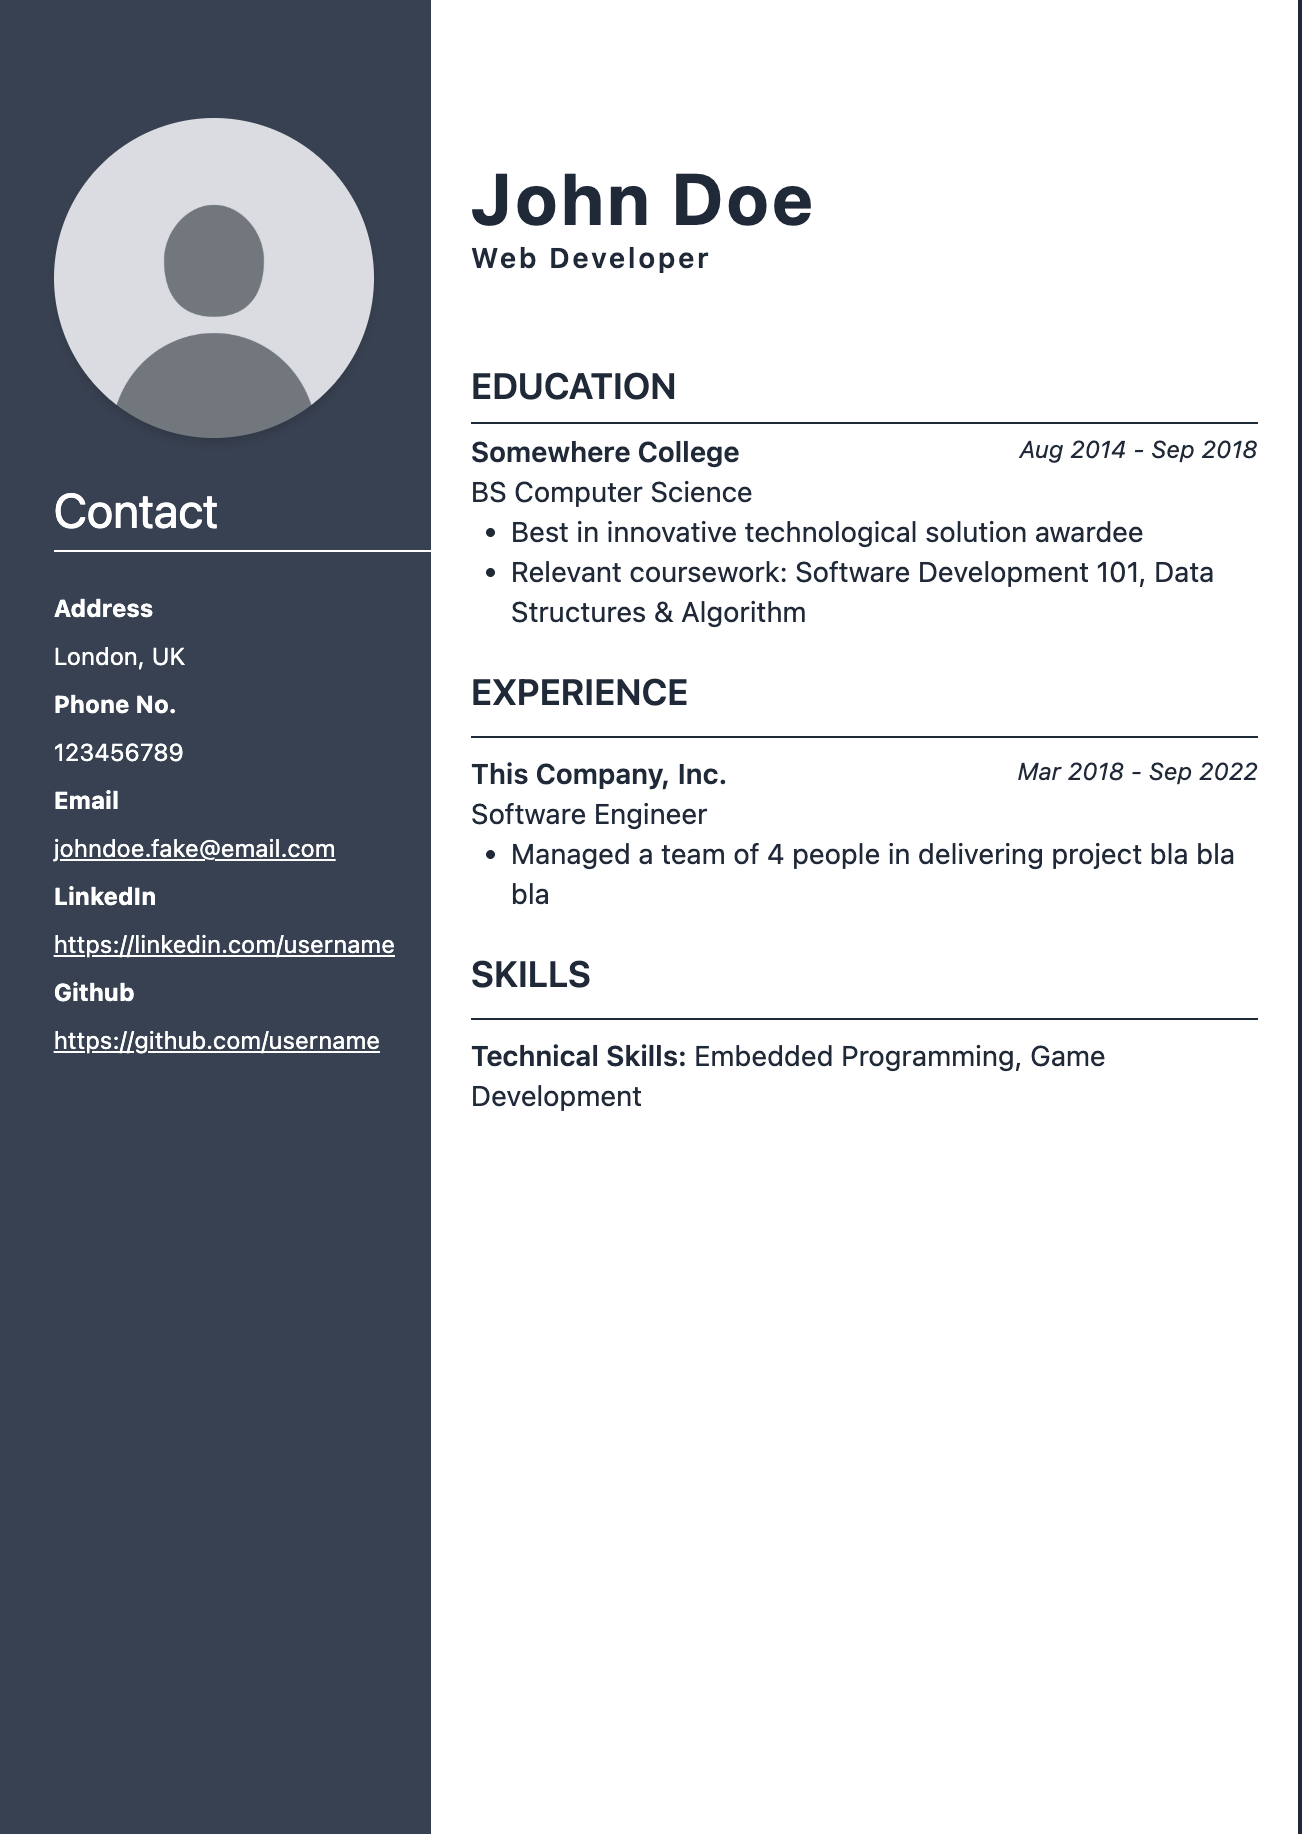 Contact
Address
London, UK
Phone No.
123456789
Email
johndoe.fake@email.com
LinkedIn
https://linkedin.com/username
Github
https://github.com/username
John Doe
Web Developer
EDUCATION
Somewhere College Aug 2014 - Sep 2018
BS Computer Science
• Best in innovative technological solution awardee
• Relevant coursework: Software Development 101, Data
Structures & Algorithm
EXPERIENCE
This Company, Inc. Mar 2018 - Sep 2022
Software Engineer
• Managed a team of 4 people in delivering project bla bla
bla
SKILLS
Technical Skills: Embedded Programming, Game
Development